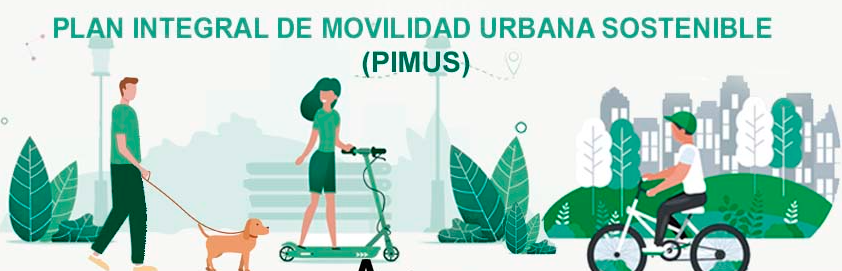 PLAN INTEGRAL DE MOVILIDAD URBANA SOSTENIBLE
(PIMUS)